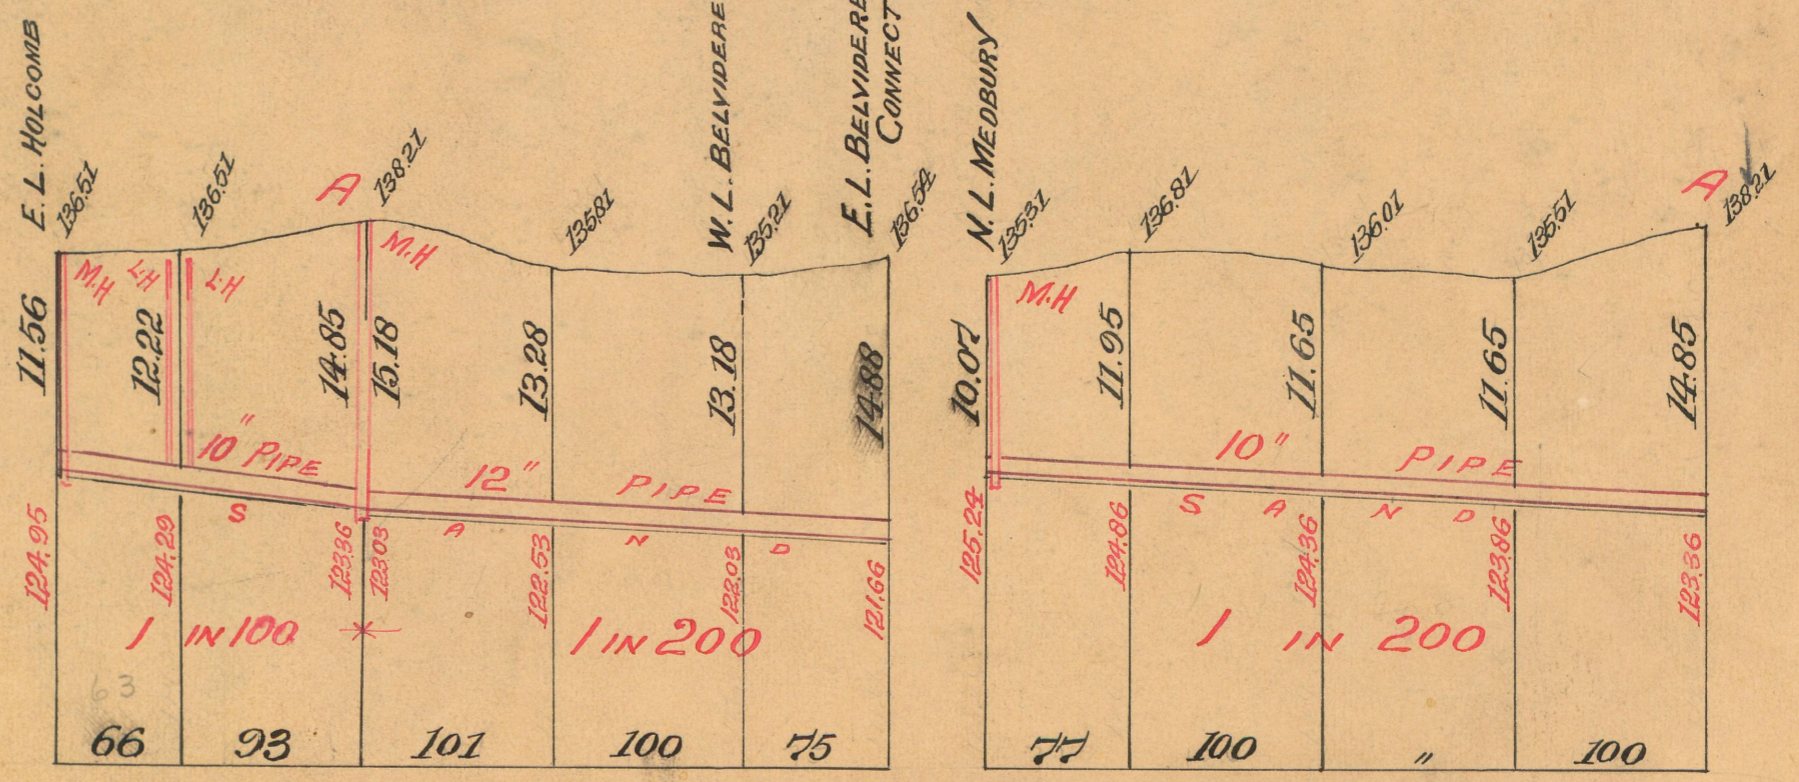 E. L. HOLCOMB
W. L. BELVIDERE
E. L. BELVIDERE
CONNECT
N. L. MEDBURY
136.51
136.51
A
138.21
135.81
135.21
136.54
135.31
136.81
136.01
135.51
A
138.21
M.H
L.H
L.H
M.H
M.H
11.56
12.22
14.85
15.18
13.28
13.18
14.88
10.07
11.95
11.65
11.65
14.85
10" PIPE
12" PIPE
10" PIPE
S A N D
S A N D
124.95
124.29
123.36
123.03
122.53
122.03
121.66
125.24
124.86
124.36
123.86
123.36
1 IN 100
1 IN 200
1 IN 200
63
66 93 101 100 75
77 100 " 100